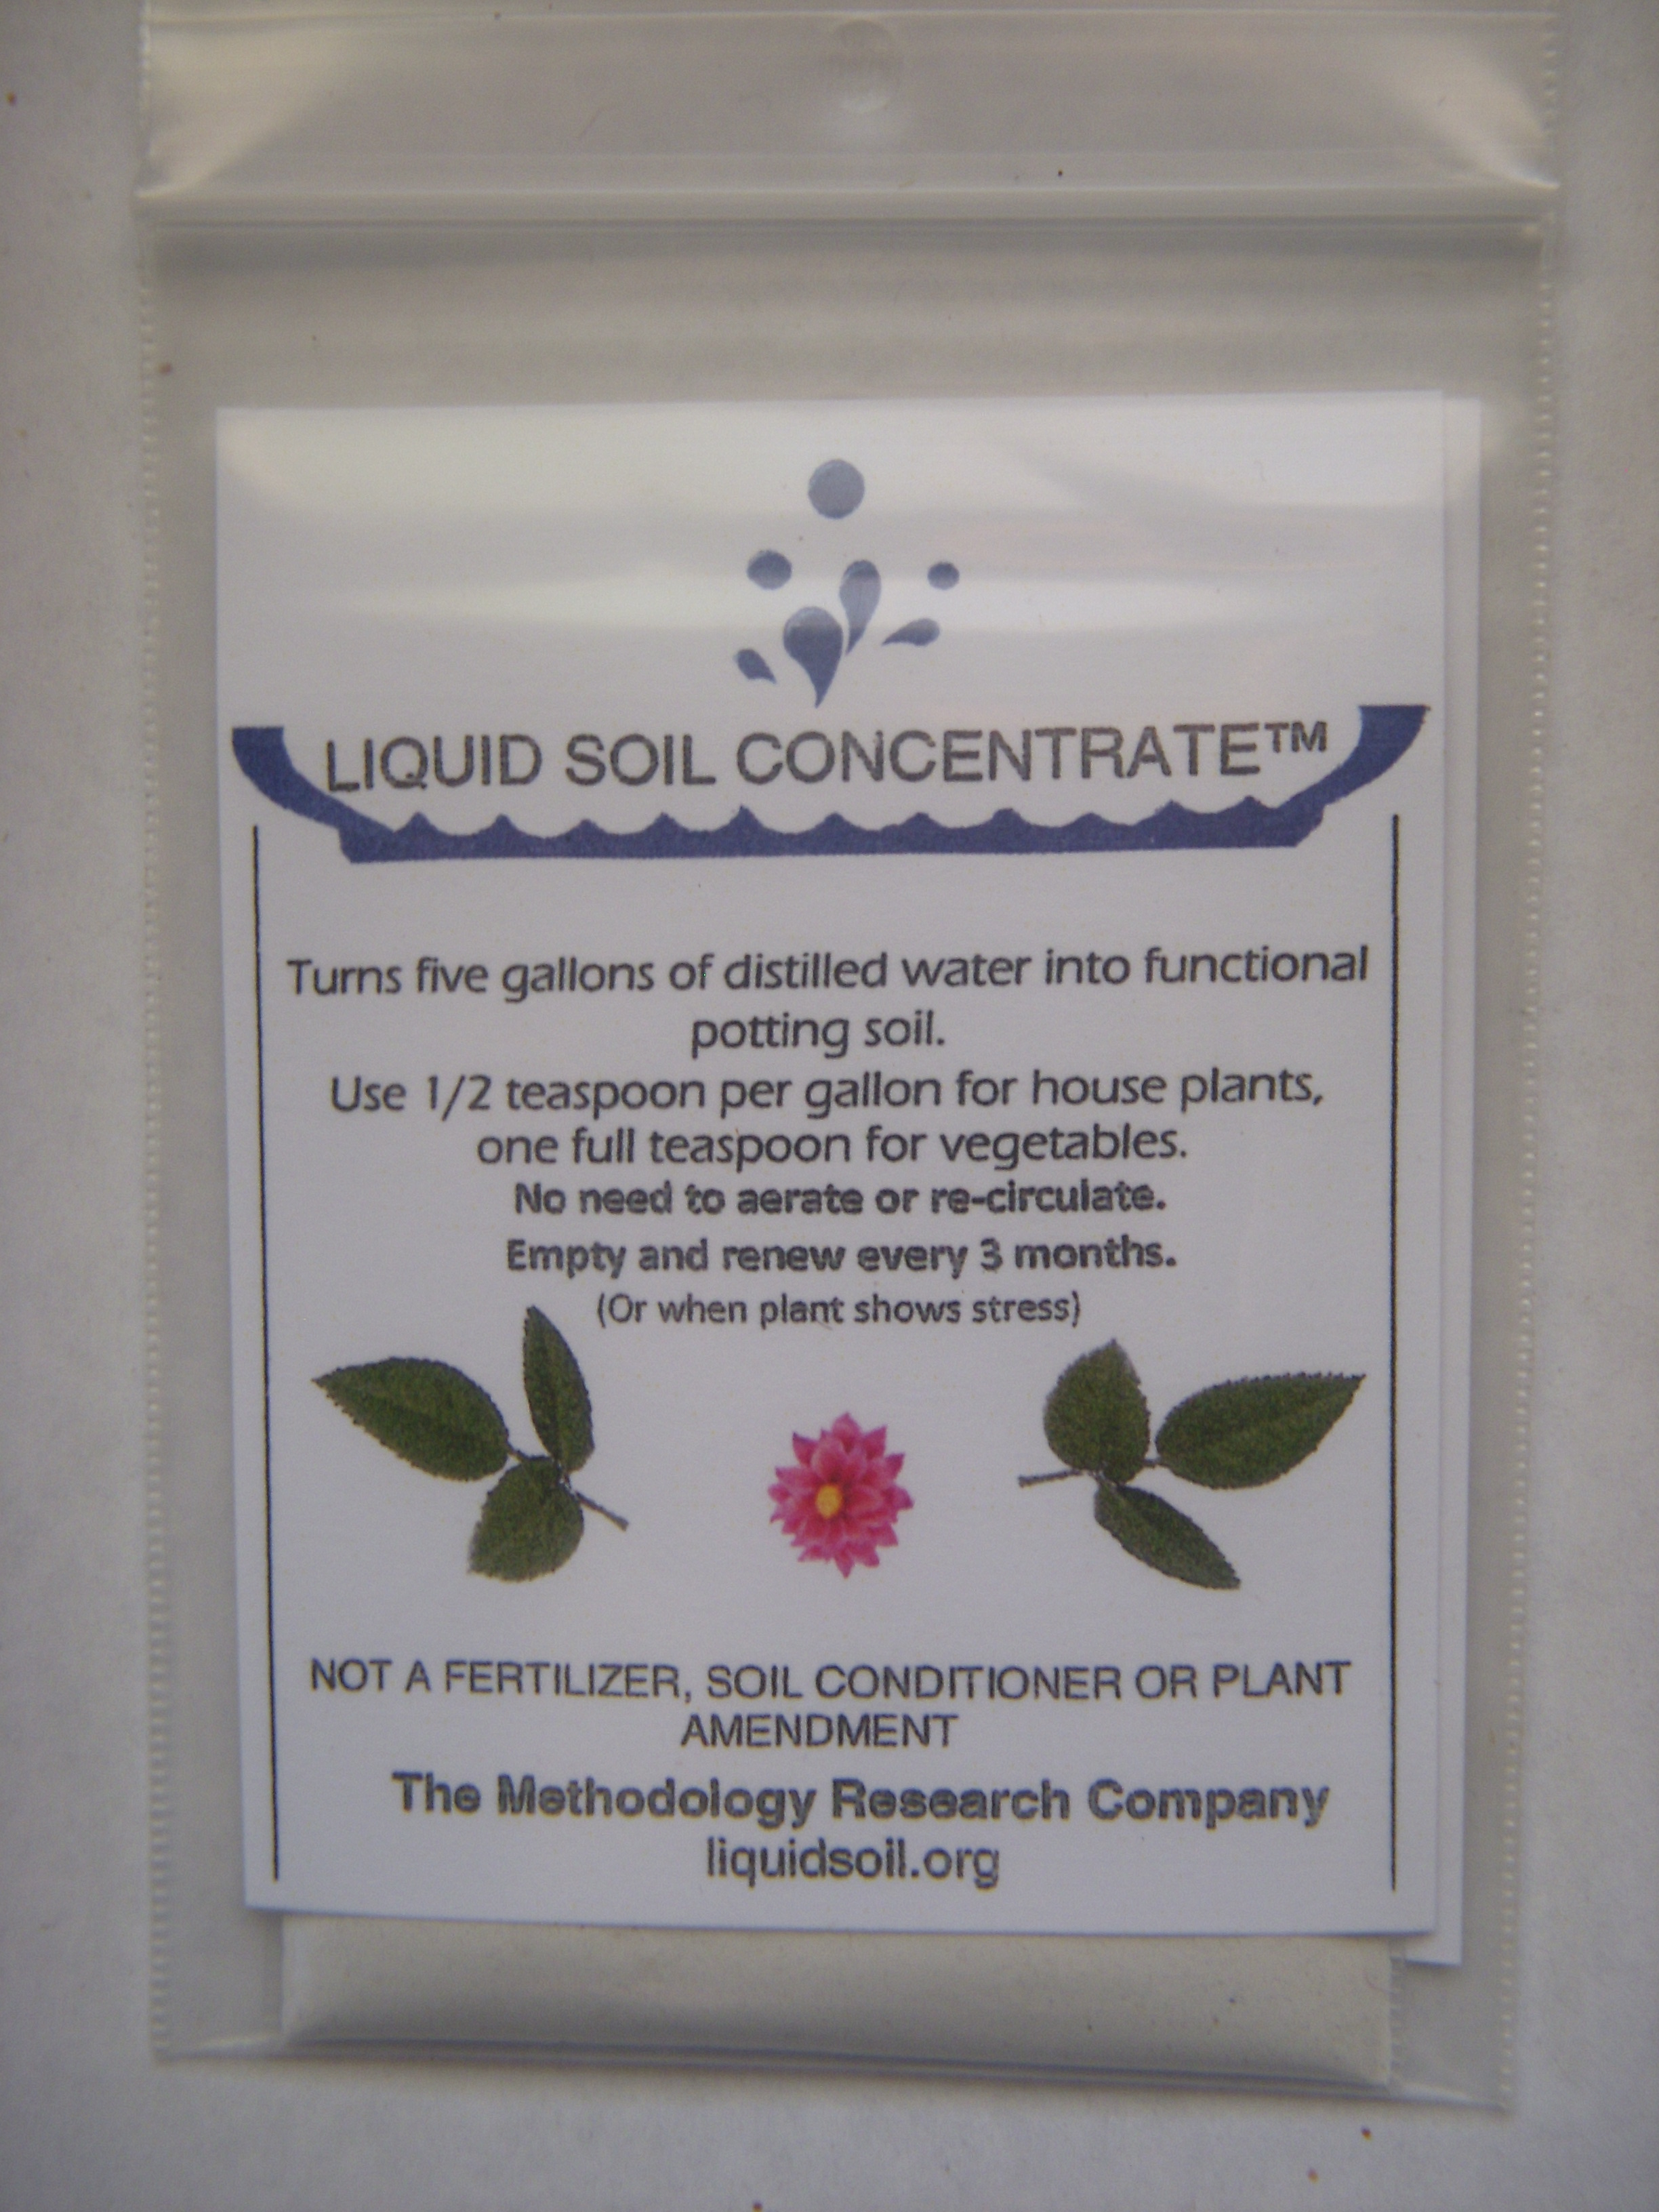 LIQUID SOIL CONCENTRATE™
Turns five gallons of distilled water into functional
potting soil.
Use 1/2 teaspoon per gallon for house plants,
one full teaspoon for vegetables.
No need to aerate or re-circulate.
Empty and renew every 3 months.
(Or when plant shows stress)
NOT A FERTILIZER, SOIL CONDITIONER OR PLANT
AMENDMENT
The Methodology Research Company
liquidsoil.org